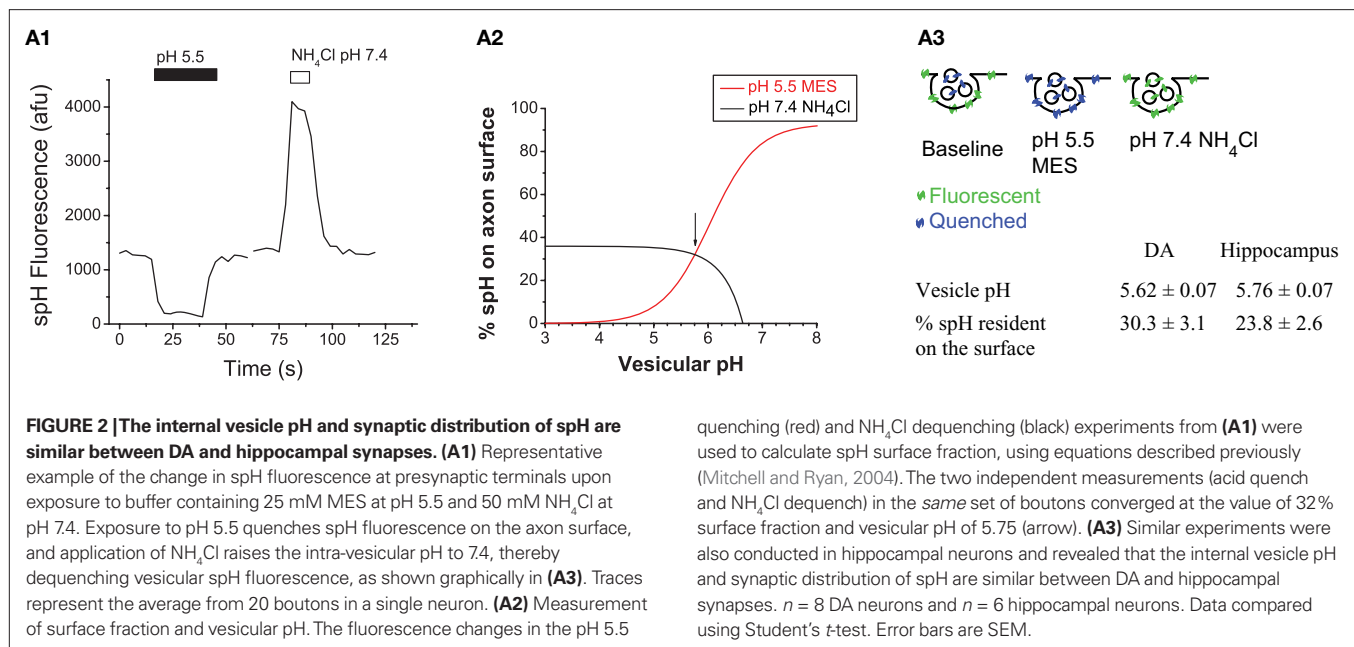 A1
pH 5.5
NH4Cl pH 7.4
spH Fluorescence (afu)
4000
3000
2000
1000
0
0 25 50 75 100 125
Time (s)
A2
pH 5.5 MES
pH 7.4 NH4Cl
% spH on axon surface
100
80
60
40
20
0
3 4 5 6 7 8
Vesicular pH
A3
Baseline
pH 5.5
MES
pH 7.4 NH4Cl
Fluorescent
Quenched
DA Hippocampus
Vesicle pH 5.62 ± 0.07 5.76 ± 0.07
% spH resident 30.3 ± 3.1 23.8 ± 2.6
on the surface
FIGURE 2 | The internal vesicle pH and synaptic distribution of spH are
similar between DA and hippocampal synapses. (A1) Representative
example of the change in spH fluorescence at presynaptic terminals upon
exposure to buffer containing 25 mM MES at pH 5.5 and 50 mM NH4Cl at
pH 7.4. Exposure to pH 5.5 quenches spH fluorescence on the axon surface,
and application of NH4Cl raises the intra-vesicular pH to 7.4, thereby
dequenching vesicular spH fluorescence, as shown graphically in (A3). Traces
represent the average from 20 boutons in a single neuron. (A2) Measurement
of surface fraction and vesicular pH. The fluorescence changes in the pH 5.5
quenching (red) and NH4Cl dequenching (black) experiments from (A1) were
used to calculate spH surface fraction, using equations described previously
(Mitchell and Ryan, 2004). The two independent measurements (acid quench
and NH4Cl dequench) in the same set of boutons converged at the value of 32%
surface fraction and vesicular pH of 5.75 (arrow). (A3) Similar experiments were
also conducted in hippocampal neurons and revealed that the internal vesicle pH
and synaptic distribution of spH are similar between DA and hippocampal
synapses. n = 8 DA neurons and n = 6 hippocampal neurons. Data compared
using Student's t-test. Error bars are SEM.